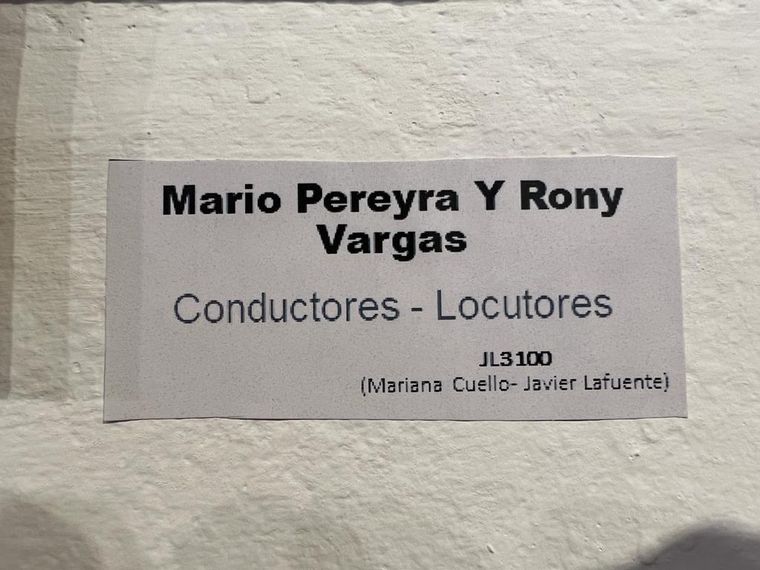 Mario Pereyra Y Rony
Vargas
Conductores - Locutores
JL3100
(Mariana Cuello- Javier Lafuente)